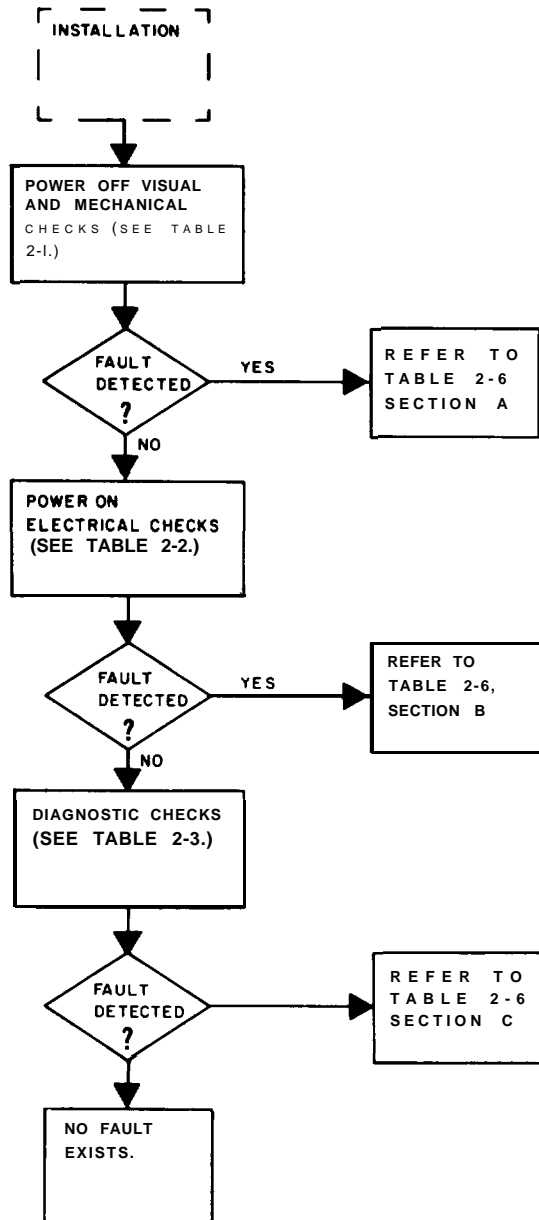 INSTALLATION
POWER OFF VISUAL
AND MECHANICAL
CHECKS (SEE TABLE
2-I.)
FAULT
DETECTED
?
YES
REFER TO
TABLE 2-6
SECTION A
NO
POWER ON
ELECTRICAL CHECKS
(SEE TABLE 2-2.)
FAULT
DETECTED
?
YES
REFER TO
TABLE 2-6,
SECTION B
NO
DIAGNOSTIC CHECKS
(SEE TABLE 2-3.)
FAULT
DETECTED
?
REFER TO
TABLE 2-6
SECTION C
NO FAULT
EXISTS.